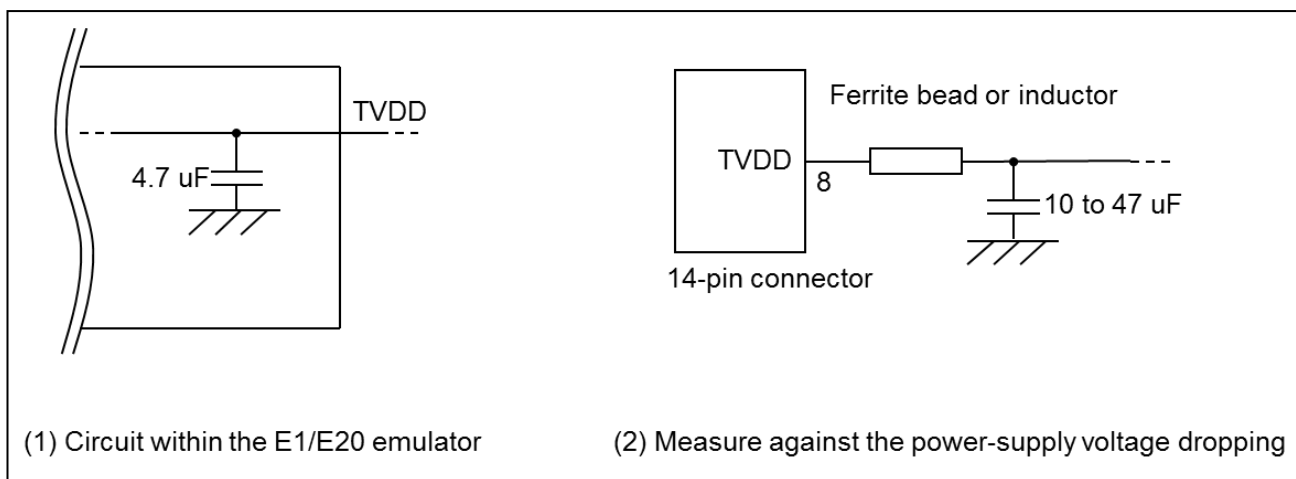 TVDD
4.7 uF
(1) Circuit within the E1/E20 emulator
Ferrite bead or inductor
TVDD
8
10 to 47 uF
14-pin connector
(2) Measure against the power-supply voltage dropping